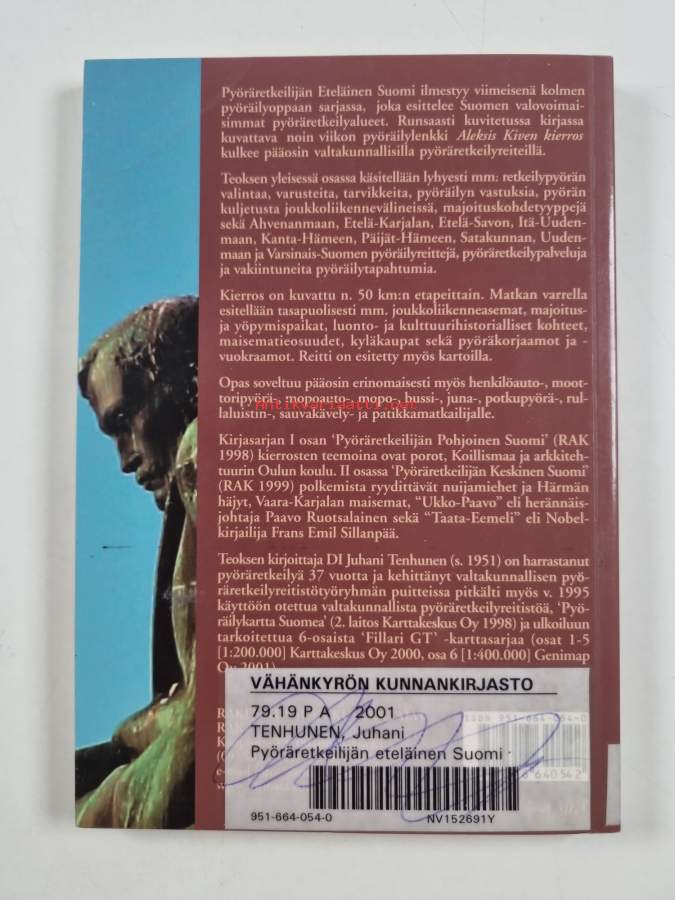 Pyöräretkeilijän Eteläinen Suomi ilmestyy viimeisenä kolmen
pyöräilyoppaan sarjassa, joka esittelee Suomen valovoimai-
simmat pyöräretkeilyalueet. Runsaasti kuvitetussa kirjassa
kuvattava noin viikon pyöräilylenkki Aleksis Kiven kierros
kulkee pääosin valtakunnallisilla pyöräretkeilyreiteillä.
Teoksen yleisessä osassa käsitellään lyhyesti mm: retkeilypyörän
valintaa, varusteita, tarvikkeita, pyöräilyn vastuksia, pyörän
kuljetusta joukkoliikennevälineissä, majoituskohdetyyppejä
sekä Ahvenanmaan, Etelä-Karjalan, Etelä-Savon, Itä-Uuden-
maan, Kanta-Hämeen, Päijät-Hämeen, Satakunnan, Uuden-
maan ja Varsinais-Suomen pyöräilyreittejä, pyöräretkeilypalveluja
ja vakiintuneita pyöräilytapahtumia.
Kierros on kuvattu n. 50 km:n etapeittain. Matkan varrella
esitellään tasapuolisesti mm. joukkoliikenneasemat, majoitus-
ja yöpymispaikat, luonto- ja kulttuurihistorialliset kohteet,
maisematieosuudet, kyläkaupat sekä pyöräkorjaamot ja -
vuokraamot. Reitti on esitetty myös kartoilla.
Opas soveltuu pääosin erinomaisesti myös henkilöauto-, moot-
toripyörä-, mopoauto-, mopo-, bussi-, juna-, potkupyörä-, rul-
laluistin-, sauvakävely- ja patikkamatkailijalle.
Antikvariaatti.net
Kirjasarjan I osan ‘Pyöräretkeilijän Pohjoinen Suomi’ (RAK
1998) kierrosten teemoina ovat porot, Koillismaa ja arkkiteh-
tuurin Oulun koulu. II osassa ‘Pyöräretkeilijän Keskinen Suomi’
(RAK 1999) polkemista ryydittävät nuijamiehet ja Härmän
häjyt, Vaara-Karjalan maisemat, “Ukko-Paavo” eli herännäis-
johtaja Paavo Ruotsalainen sekä “Taata-Eemeli” eli Nobel-
kirjailija Frans Emil Sillanpää.
Teoksen kirjoittaja DI Juhani Tenhunen (s. 1951) on harrastanut
pyöräretkeilyä 37 vuotta ja kehittänyt valtakunnallisen pyö-
räretkeilyreitistötyöryhmän puitteissa pitkälti myös v. 1995
käyttöön otettua valtakunnallista pyöräretkeilyreitistöä, ‘Pyö-
räilykartta Suomea’ (2. laitos Karttakeskus Oy 1998) ja ulkoiluun
tarkoitettua 6-osaista ‘Fillari GT’ -karttasarjaa (osat 1-5
[1:200.000] Karttakeskus Oy 2000, osa 6 [1:400.000] Genimap
Oy 2001).
VÄHÄNKYRÖN KUNNANKIRJASTO
79.19 P A 2001
TENHUNEN, Juhani
Pyöräretkeilijän eteläinen Suomi
ISBN 951-664-054-0
640542
951-664-054-0 NV152691Y